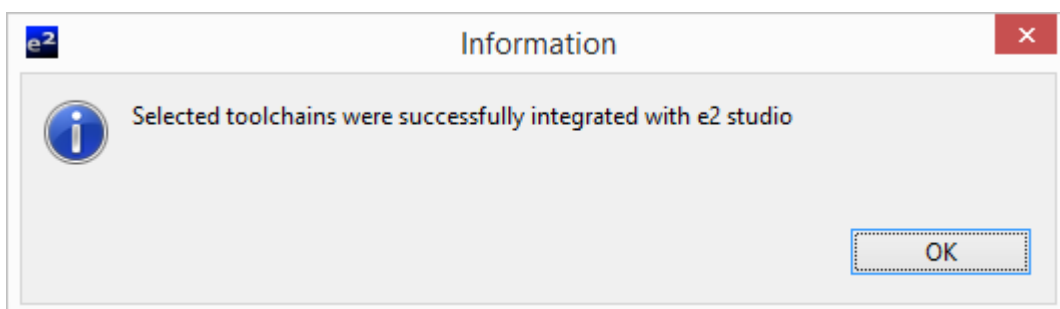 e²
Information
Selected toolchains were successfully integrated with e2 studio
OK